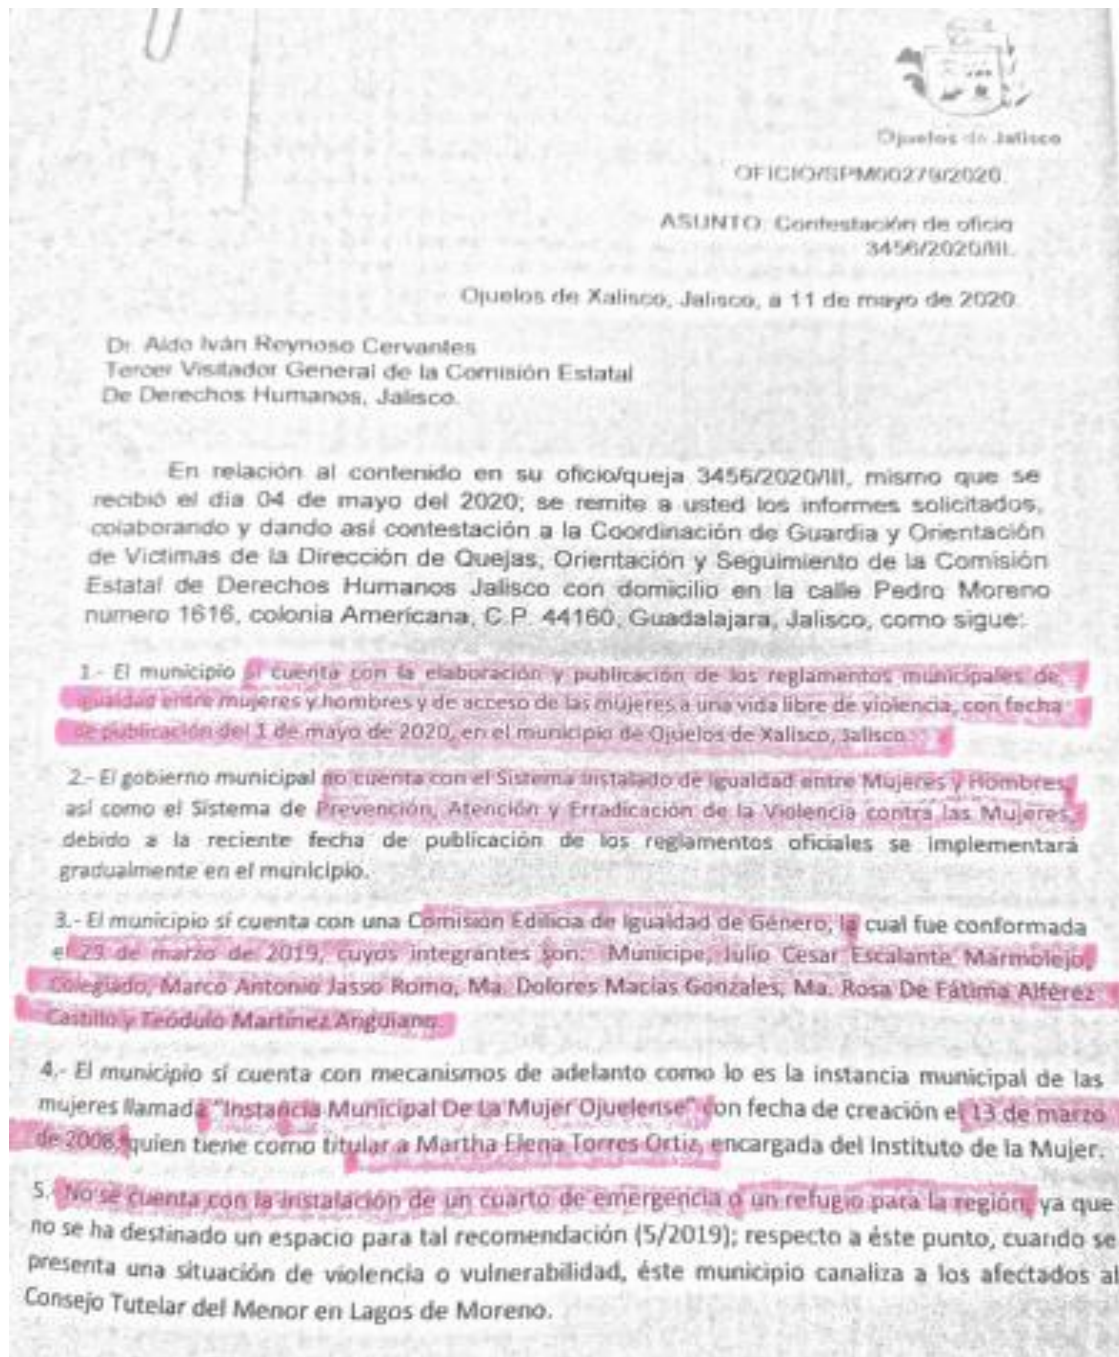 Ojuelos de Jalisco
OFICIO/SPM00279/2020.
ASUNTO: Contestación de oficio
3456/2020/III.
Ojuelos de Xalisco, Jalisco, a 11 de mayo de 2020.
Dr. Aldo Iván Reynoso Cervantes
Tercer Visitador General de la Comisión Estatal
De Derechos Humanos, Jalisco.
En relación al contenido en su oficio/queja 3456/2020/III, mismo que se
recibió el día 04 de mayo del 2020; se remite a usted los informes solicitados,
colaborando y dando así contestación a la Coordinación de Guardia y Orientación
de Victimas de la Dirección de Quejas, Orientación y Seguimiento de la Comisión
Estatal de Derechos Humanos Jalisco con domicilio en la calle Pedro Moreno
numero 1616, colonia Americana, C.P. 44160, Guadalajara, Jalisco, como sigue:
1.- El municipio sí cuenta con la elaboración y publicación de los reglamentos municipales de
igualdad entre mujeres y hombres y de acceso de las mujeres a una vida libre de violencia, con fecha
de publicación del 1 de mayo de 2020, en el municipio de Ojuelos de Xalisco, Jalisco.
2.- El gobierno municipal no cuenta con el Sistema Instalado de Igualdad entre Mujeres y Hombres,
así como el Sistema de Prevención, Atención y Erradicación de la Violencia contra las Mujeres,
debido a la reciente fecha de publicación de los reglamentos oficiales se implementará
gradualmente en el municipio.
3.- El municipio sí cuenta con una Comisión Edilicia de Igualdad de Género, la cual fue conformada
el 29 de marzo de 2019, cuyos integrantes son: Munícipe, Julio Cesar Escalante Marmolejo,
Colegiado, Marco Antonio Jasso Romo, Ma. Dolores Macías Gonzales, Ma. Rosa De Fátima Alférez
Castillo y Teódulo Martínez Anguiano.
4.- El municipio sí cuenta con mecanismos de adelanto como lo es la instancia municipal de las
mujeres llamada "Instancia Municipal De La Mujer Ojuelense" con fecha de creación el 13 de marzo
de 2008, quien tiene como titular a Martha Elena Torres Ortiz, encargada del Instituto de la Mujer.
5.- No se cuenta con la instalación de un cuarto de emergencia o un refugio para la región, ya que
no se ha destinado un espacio para tal recomendación (5/2019); respecto a éste punto, cuando se
presenta una situación de violencia o vulnerabilidad, éste municipio canaliza a los afectados al
Consejo Tutelar del Menor en Lagos de Moreno.